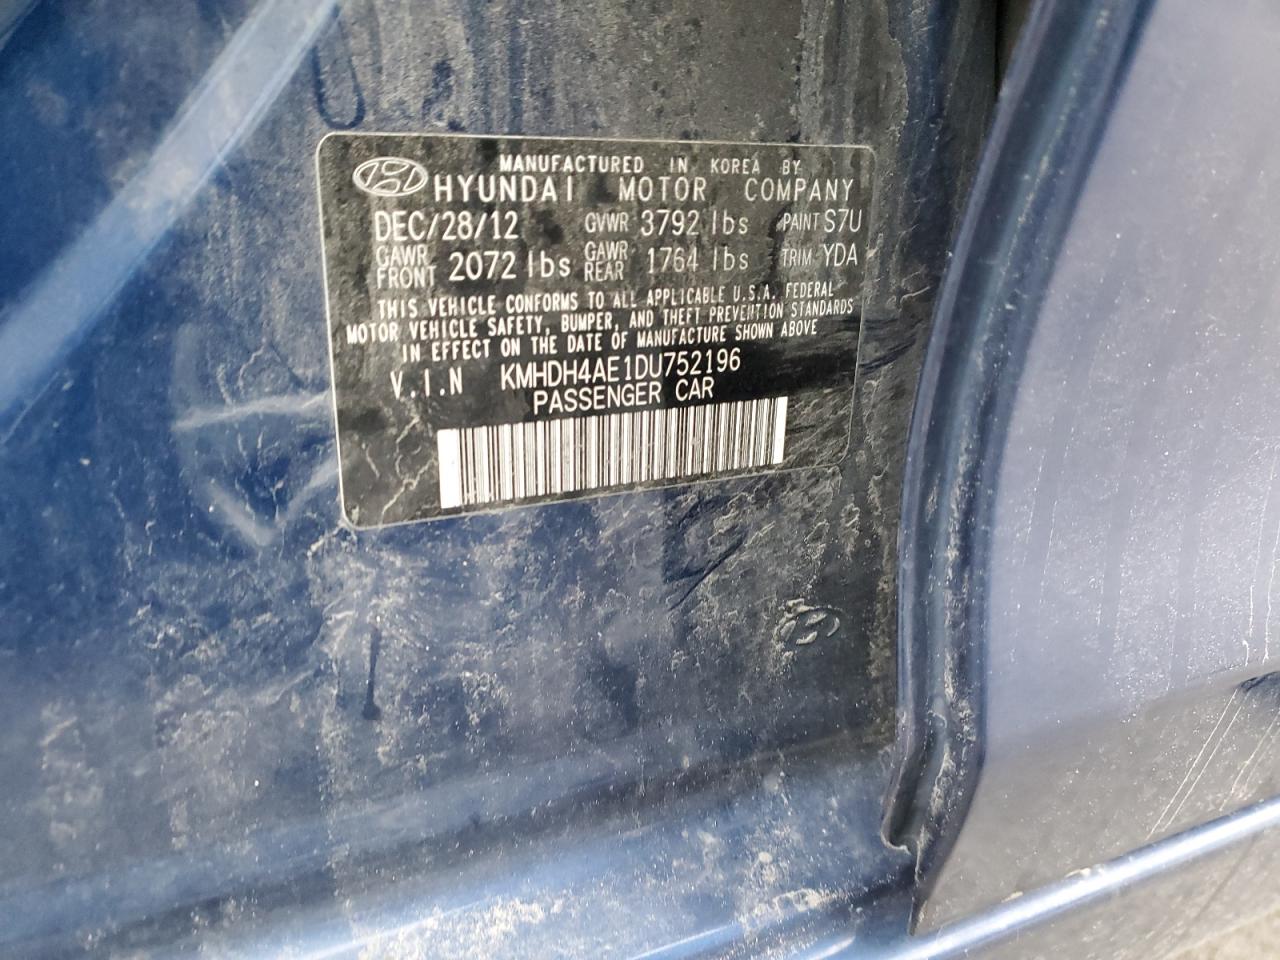 MANUFACTURED IN KOREA BY
HYUNDAI MOTOR COMPANY
DEC/28/12 GVWR 3792 lbs PAINT S7U
GAWR FRONT 2072 lbs GAWR REAR 1764 lbs TRIM YDA
THIS VEHICLE CONFORMS TO ALL APPLICABLE U.S.A. FEDERAL
MOTOR VEHICLE SAFETY, BUMPER, AND THEFT PREVENTION STANDARDS
IN EFFECT ON THE DATE OF MANUFACTURE SHOWN ABOVE
V.I.N KMHDH4AE1DU752196
PASSENGER CAR